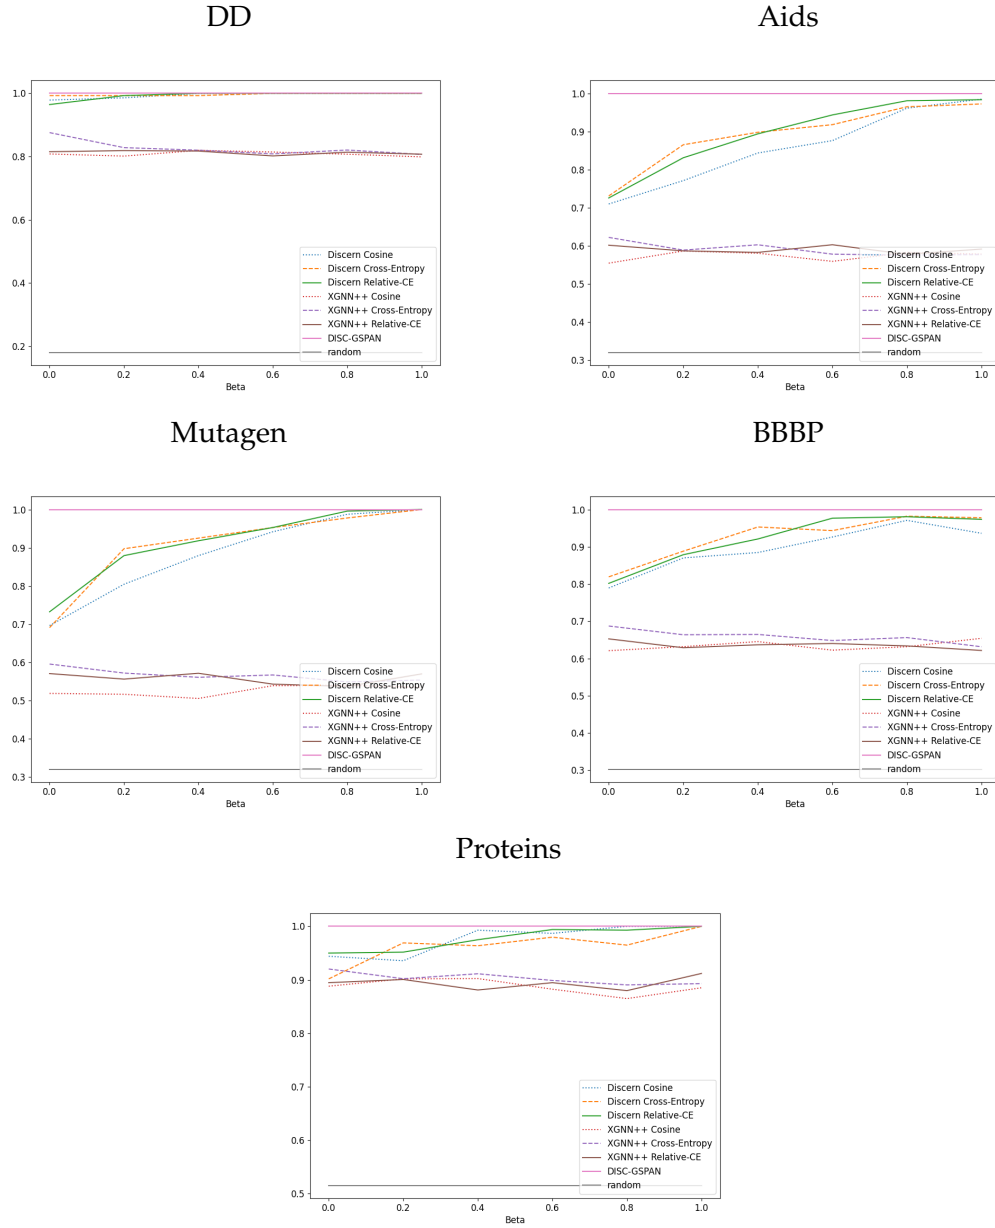 DD
1.0
0.8
0.6
0.4
0.2
Discern Cosine
Discern Cross-Entropy
Discern Relative-CE
XGNN++ Cosine
XGNN++ Cross-Entropy
XGNN++ Relative-CE
DISC-GSPAN
random
0.0 0.2 0.4 0.6 0.8 1.0
Beta
Aids
1.0
0.9
0.8
0.7
0.6
0.5
0.4
0.3
Discern Cosine
Discern Cross-Entropy
Discern Relative-CE
XGNN++ Cosine
XGNN++ Cross-Entropy
XGNN++ Relative-CE
DISC-GSPAN
random
0.0 0.2 0.4 0.6 0.8 1.0
Beta
Mutagen
1.0
0.9
0.8
0.7
0.6
0.5
0.4
0.3
Discern Cosine
Discern Cross-Entropy
Discern Relative-CE
XGNN++ Cosine
XGNN++ Cross-Entropy
XGNN++ Relative-CE
DISC-GSPAN
random
0.0 0.2 0.4 0.6 0.8 1.0
Beta
BBBP
1.0
0.9
0.8
0.7
0.6
0.5
0.4
0.3
Discern Cosine
Discern Cross-Entropy
Discern Relative-CE
XGNN++ Cosine
XGNN++ Cross-Entropy
XGNN++ Relative-CE
DISC-GSPAN
random
0.0 0.2 0.4 0.6 0.8 1.0
Beta
Proteins
1.0
0.9
0.8
0.7
0.6
0.5
Discern Cosine
Discern Cross-Entropy
Discern Relative-CE
XGNN++ Cosine
XGNN++ Cross-Entropy
XGNN++ Relative-CE
DISC-GSPAN
random
0.0 0.2 0.4 0.6 0.8 1.0
Beta